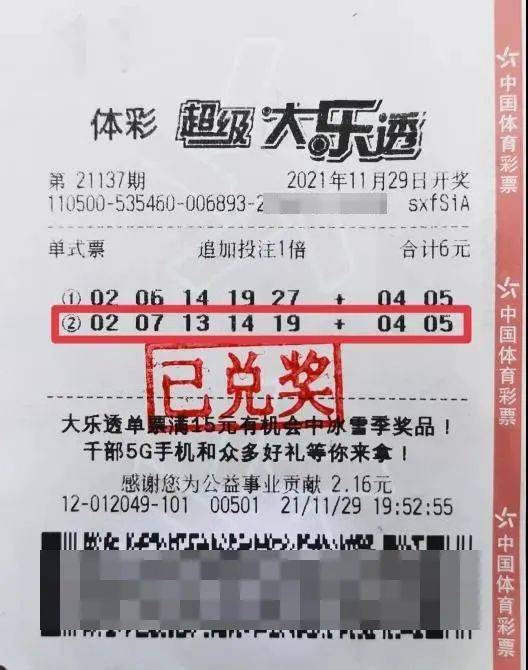 体彩 超级大乐透
第 21137期 2021年11月29日开奖
110500-535460-006893-2 sxfSiA
单式票 追加投注1倍 合计6元
① 02 06 14 19 27 + 04 05
② 02 07 13 14 19 + 04 05
已兑奖
大乐透单票满15元有机会中冰雪季奖品！
千部5G手机和众多好礼等你来拿！
感谢您为公益事业贡献 2.16元
12-012049-101 00501 21/11/29 19:52:55
中国体育彩票
中国体育彩票
中国体育彩票